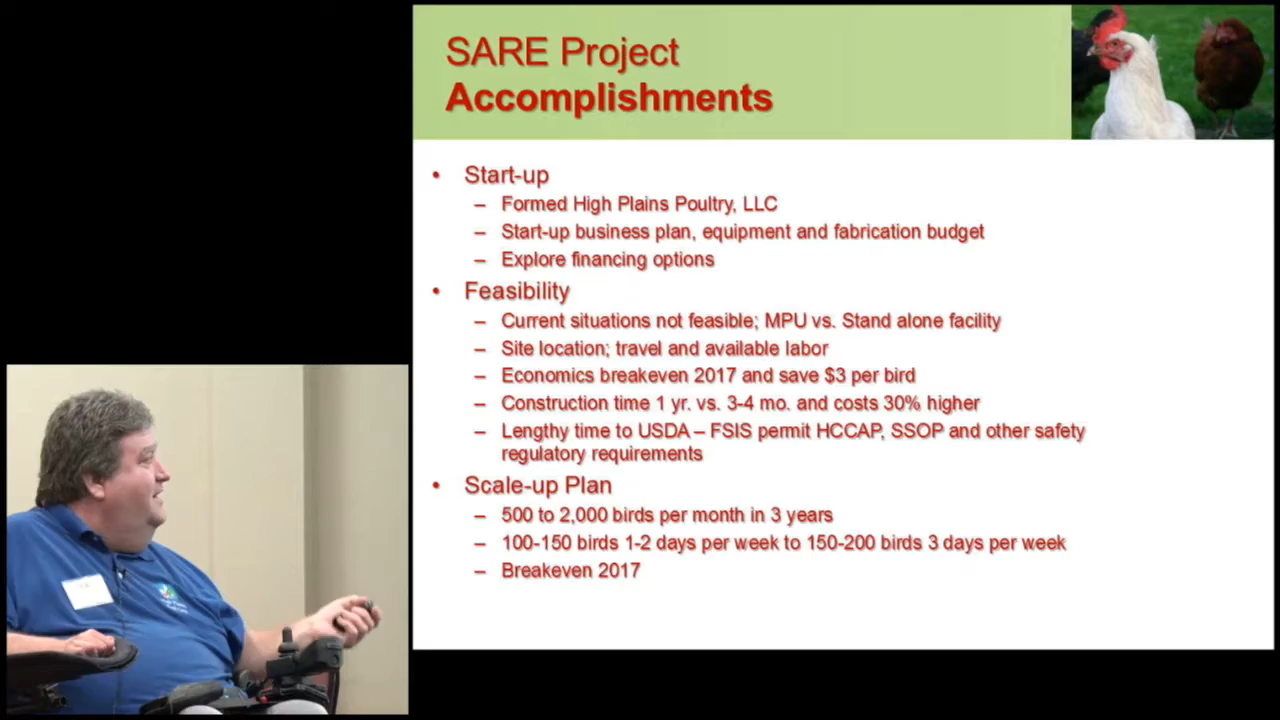 SARE Project
Accomplishments
• Start-up
– Formed High Plains Poultry, LLC
– Start-up business plan, equipment and fabrication budget
– Explore financing options
• Feasibility
– Current situations not feasible; MPU vs. Stand alone facility
– Site location; travel and available labor
– Economics breakeven 2017 and save $3 per bird
– Construction time 1 yr. vs. 3-4 mo. and costs 30% higher
– Lengthy time to USDA – FSIS permit HCCAP, SSOP and other safety
regulatory requirements
• Scale-up Plan
– 500 to 2,000 birds per month in 3 years
– 100-150 birds 1-2 days per week to 150-200 birds 3 days per week
– Breakeven 2017